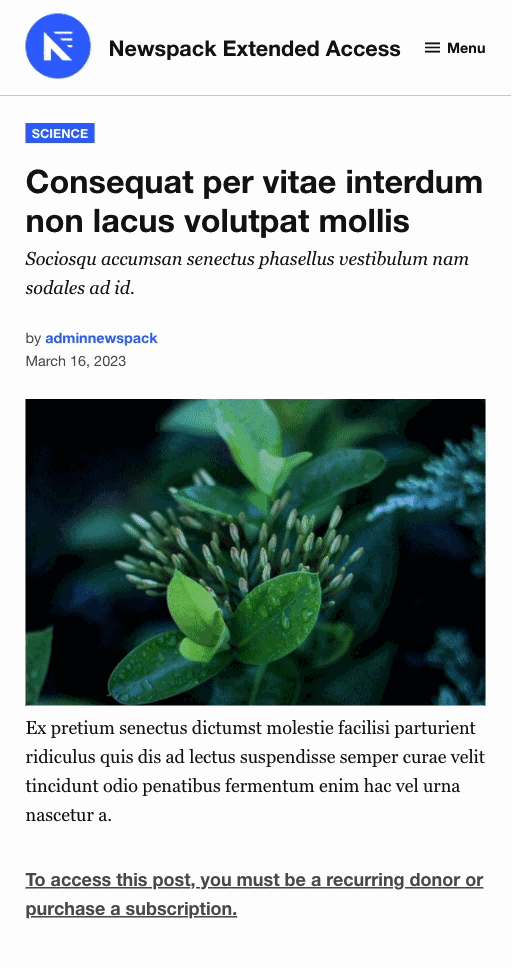 Newspack Extended Access
Menu
SCIENCE
Consequat per vitae interdum
non lacus volutpat mollis
Sociosqu accumsan senectus phasellus vestibulum nam
sodales ad id.
by adminnewspack
March 16, 2023
Ex pretium senectus dictumst molestie facilisi parturient
ridiculus quis dis ad lectus suspendisse semper curae velit
tincidunt odio penatibus fermentum enim hac vel urna
nascetur a.
To access this post, you must be a recurring donor or
purchase a subscription.